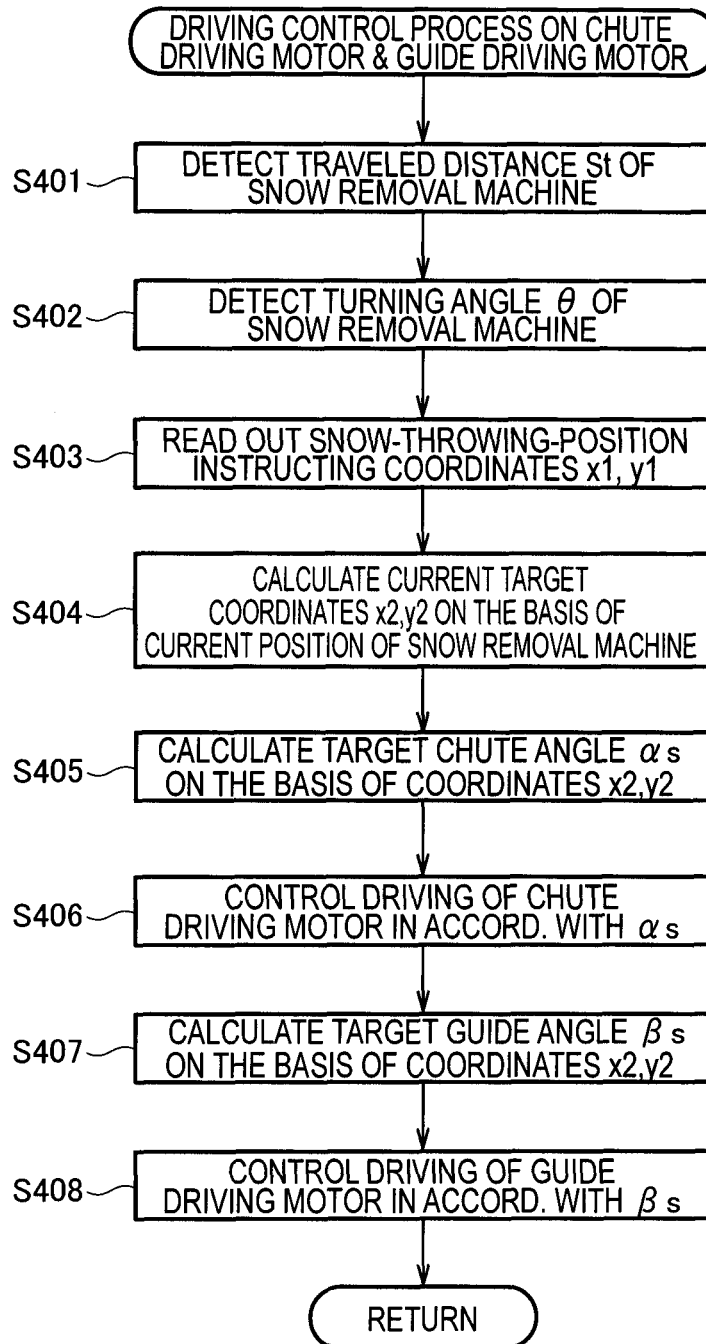 DRIVING CONTROL PROCESS ON CHUTE
DRIVING MOTOR & GUIDE DRIVING MOTOR
S401
DETECT TRAVELED DISTANCE St OF
SNOW REMOVAL MACHINE
S402
DETECT TURNING ANGLE θ OF
SNOW REMOVAL MACHINE
S403
READ OUT SNOW-THROWING-POSITION
INSTRUCTING COORDINATES x1, y1
S404
CALCULATE CURRENT TARGET
COORDINATES x2,y2 ON THE BASIS OF
CURRENT POSITION OF SNOW REMOVAL MACHINE
S405
CALCULATE TARGET CHUTE ANGLE α s
ON THE BASIS OF COORDINATES x2,y2
S406
CONTROL DRIVING OF CHUTE
DRIVING MOTOR IN ACCORD. WITH α s
S407
CALCULATE TARGET GUIDE ANGLE β s
ON THE BASIS OF COORDINATES x2,y2
S408
CONTROL DRIVING OF GUIDE
DRIVING MOTOR IN ACCORD. WITH β s
RETURN